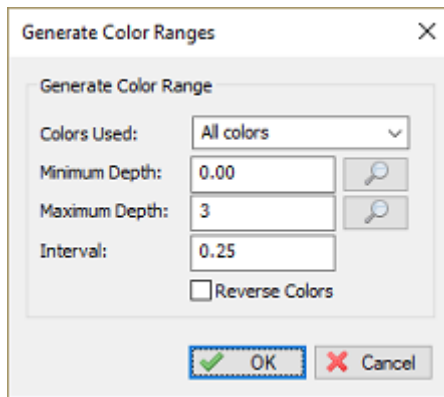 Generate Color Ranges
Generate Color Range
Colors Used: All colors
Minimum Depth: 0.00
Maximum Depth: 3
Interval: 0.25
Reverse Colors
OK Cancel